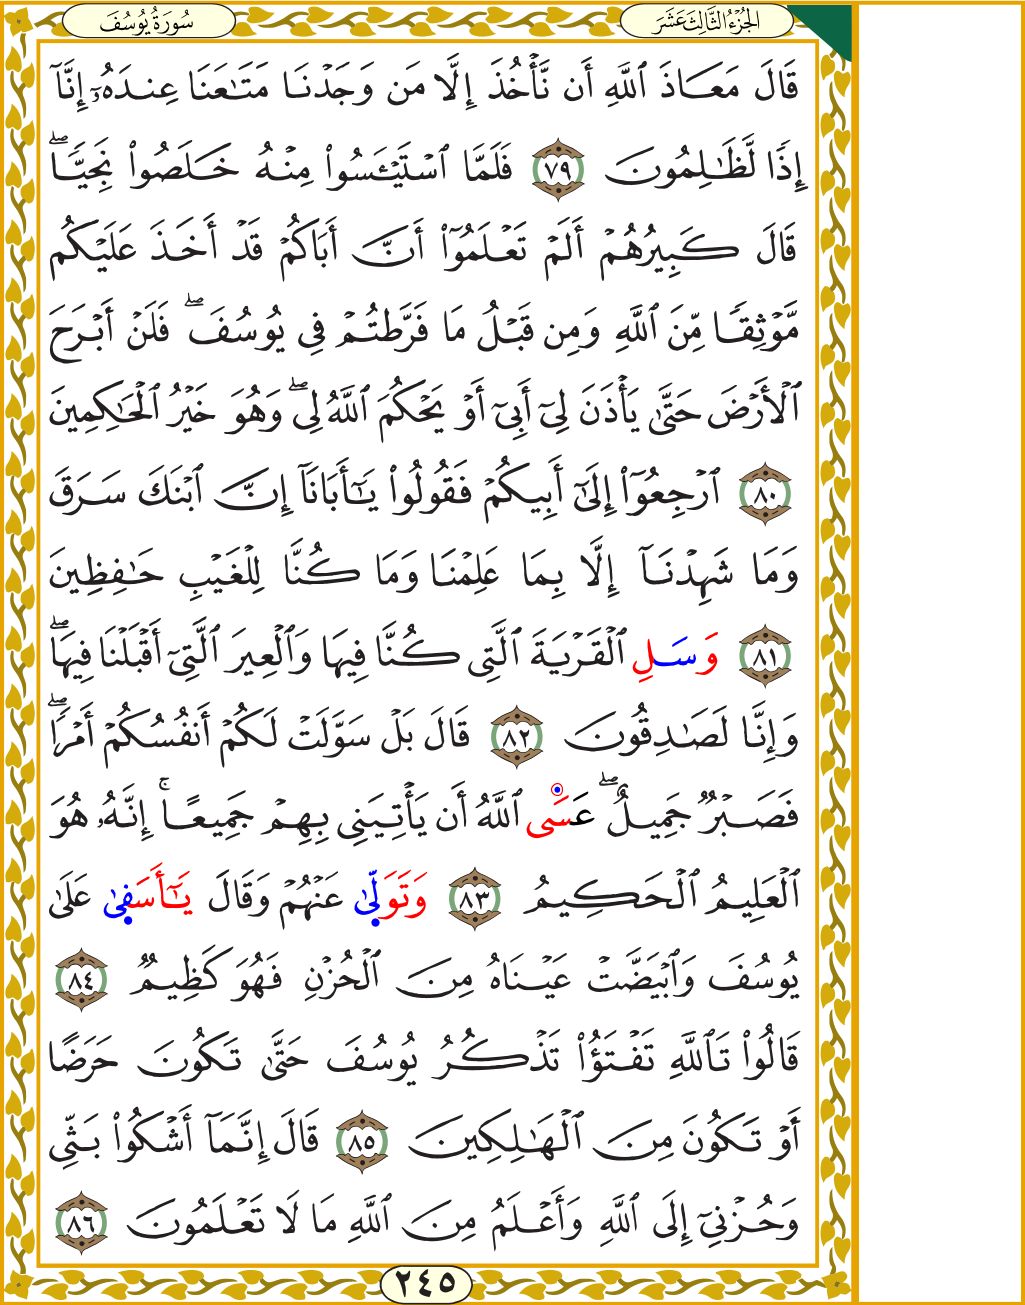 الجُزْءُ الثَّالِثَ عَشَرَ
سُورَةُ يُوسُفَ
قَالَ مَعَاذَ ٱللَّهِ أَن نَّأْخُذَ إِلَّا مَن وَجَدْنَا مَتَٰعَنَا عِندَهُۥٓ إِنَّآ
إِذًا لَّظَٰلِمُونَ ٧٩ فَلَمَّا ٱسْتَيْـَٔسُوا۟ مِنْهُ خَلَصُوا۟ نَجِيًّا ۖ
قَالَ كَبِيرُهُمْ أَلَمْ تَعْلَمُوٓا۟ أَنَّ أَبَاكُمْ قَدْ أَخَذَ عَلَيْكُم
مَّوْثِقًا مِّنَ ٱللَّهِ وَمِن قَبْلُ مَا فَرَّطتُمْ فِى يُوسُفَ ۖ فَلَنْ أَبْرَحَ
ٱلْأَرْضَ حَتَّىٰ يَأْذَنَ لِىٓ أَبِىٓ أَوْ يَحْكُمَ ٱللَّهُ لِى ۖ وَهُوَ خَيْرُ ٱلْحَٰكِمِينَ
٨٠ ٱرْجِعُوٓا۟ إِلَىٰٓ أَبِيكُمْ فَقُولُوا۟ يَٰٓأَبَانَآ إِنَّ ٱبْنَكَ سَرَقَ
وَمَا شَهِدْنَآ إِلَّا بِمَا عَلِمْنَا وَمَا كُنَّا لِلْغَيْبِ حَٰفِظِينَ
٨١ وَسَلِ ٱلْقَرْيَةَ ٱلَّتِى كُنَّا فِيهَا وَٱلْعِيرَ ٱلَّتِىٓ أَقْبَلْنَا فِيهَا ۖ
وَإِنَّا لَصَٰدِقُونَ ٨٢ قَالَ بَلْ سَوَّلَتْ لَكُمْ أَنفُسُكُمْ أَمْرًا ۖ
فَصَبْرٌ جَمِيلٌ ۖ عَسَى ٱللَّهُ أَن يَأْتِيَنِى بِهِمْ جَمِيعًا ۚ إِنَّهُۥ هُوَ
ٱلْعَلِيمُ ٱلْحَكِيمُ ٨٣ وَتَوَلَّىٰ عَنْهُمْ وَقَالَ يَٰٓأَسَفَىٰ عَلَىٰ
يُوسُفَ وَٱبْيَضَّتْ عَيْنَاهُ مِنَ ٱلْحُزْنِ فَهُوَ كَظِيمٌ ٨٤
قَالُوا۟ تَٱللَّهِ تَفْتَؤُا۟ تَذْكُرُ يُوسُفَ حَتَّىٰ تَكُونَ حَرَضًا
أَوْ تَكُونَ مِنَ ٱلْهَٰلِكِينَ ٨٥ قَالَ إِنَّمَآ أَشْكُوا۟ بَثِّى
وَحُزْنِىٓ إِلَى ٱللَّهِ وَأَعْلَمُ مِنَ ٱللَّهِ مَا لَا تَعْلَمُونَ ٨٦
٢٤٥